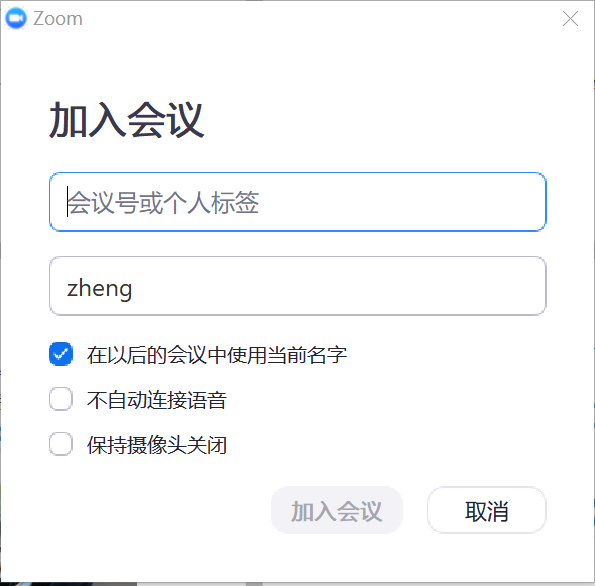 Zoom
加入会议
会议号或个人标签
zheng
在以后的会议中使用当前名字
不自动连接语音
保持摄像头关闭
加入会议
取消